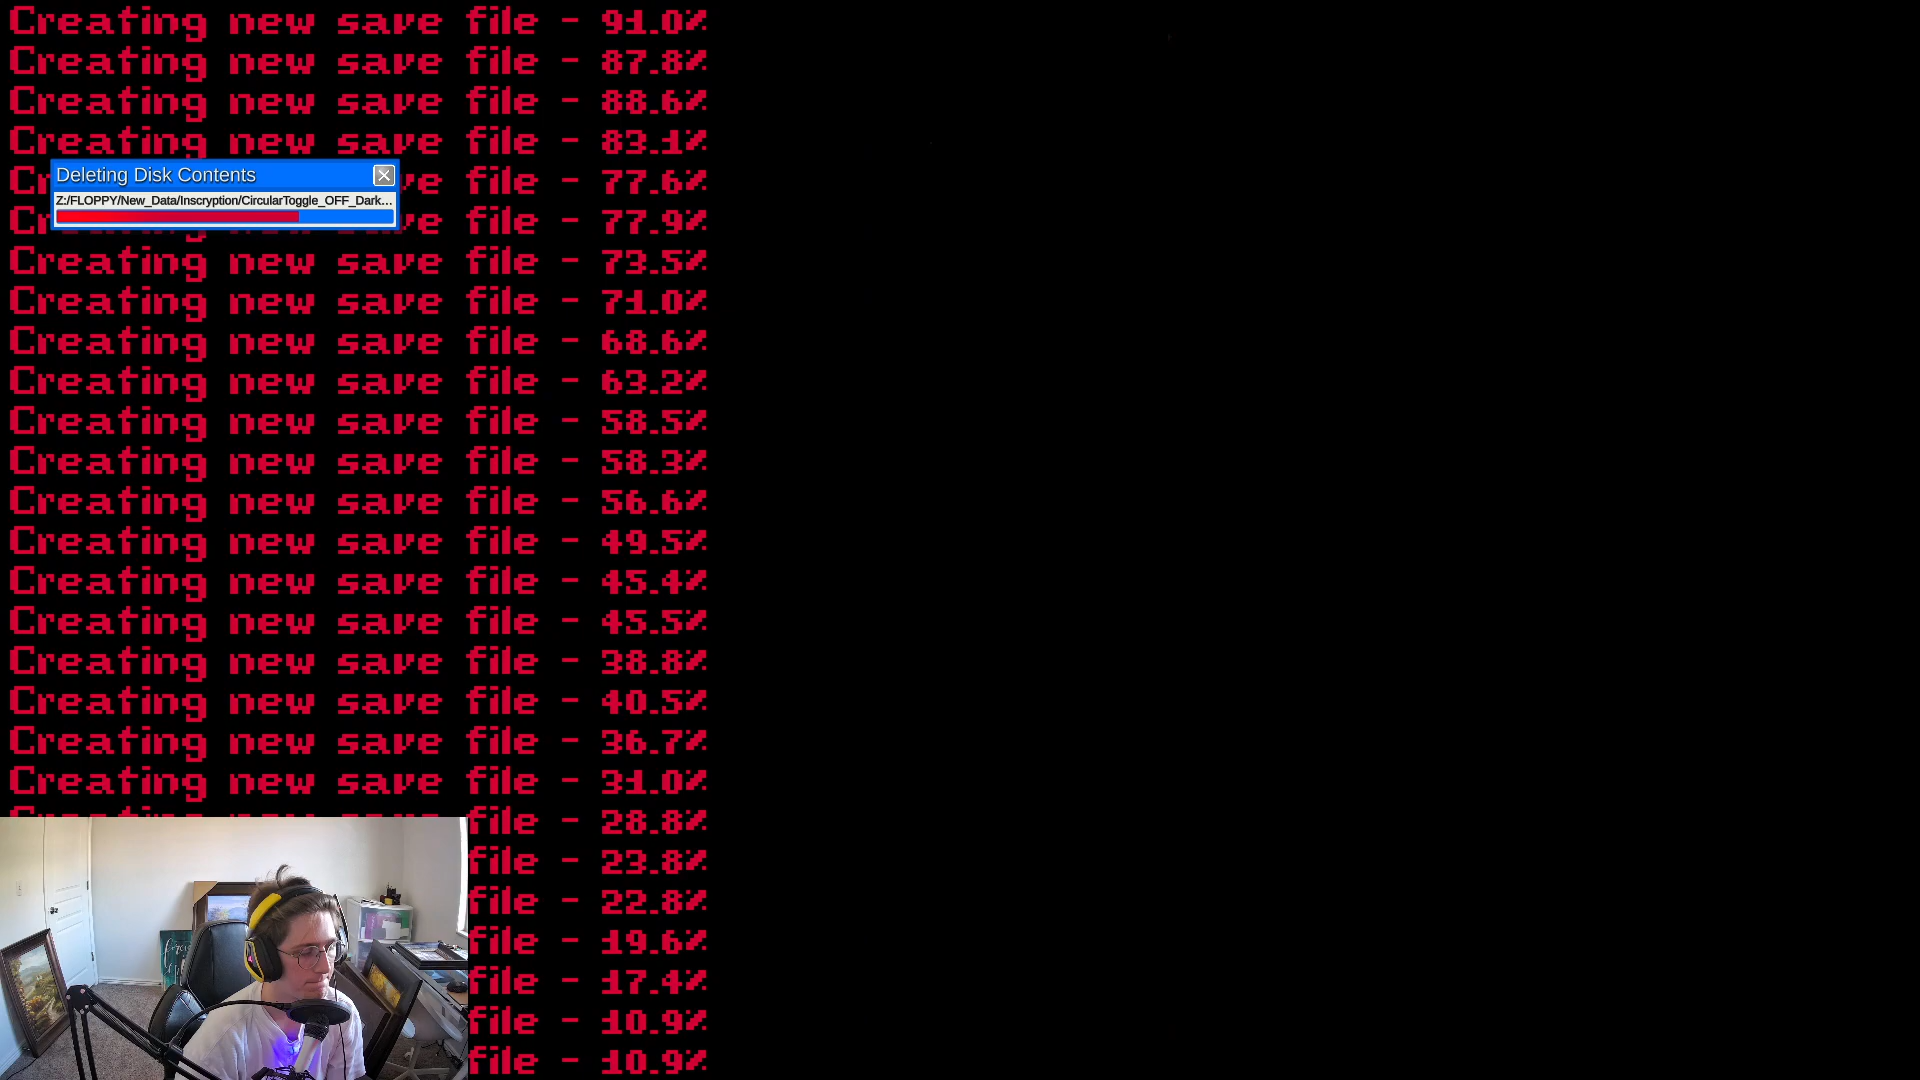 Creating new save file - 91.0%
Creating new save file - 87.8%
Creating new save file - 88.6%
Creating new save file - 83.1%
Deleting Disk Contents
Z:/FLOPPY/New_Data/Inscryption/CircularToggle_OFF_Dark...
Cr ve file - 77.6%
Cr ve file - 77.9%
Creating new save file - 73.5%
Creating new save file - 71.0%
Creating new save file - 68.6%
Creating new save file - 63.2%
Creating new save file - 58.5%
Creating new save file - 58.3%
Creating new save file - 56.6%
Creating new save file - 49.5%
Creating new save file - 45.4%
Creating new save file - 45.5%
Creating new save file - 38.8%
Creating new save file - 40.5%
Creating new save file - 36.7%
Creating new save file - 31.0%
file - 28.8%
file - 23.8%
file - 22.8%
file - 19.6%
file - 17.4%
file - 10.9%
file - 10.9%